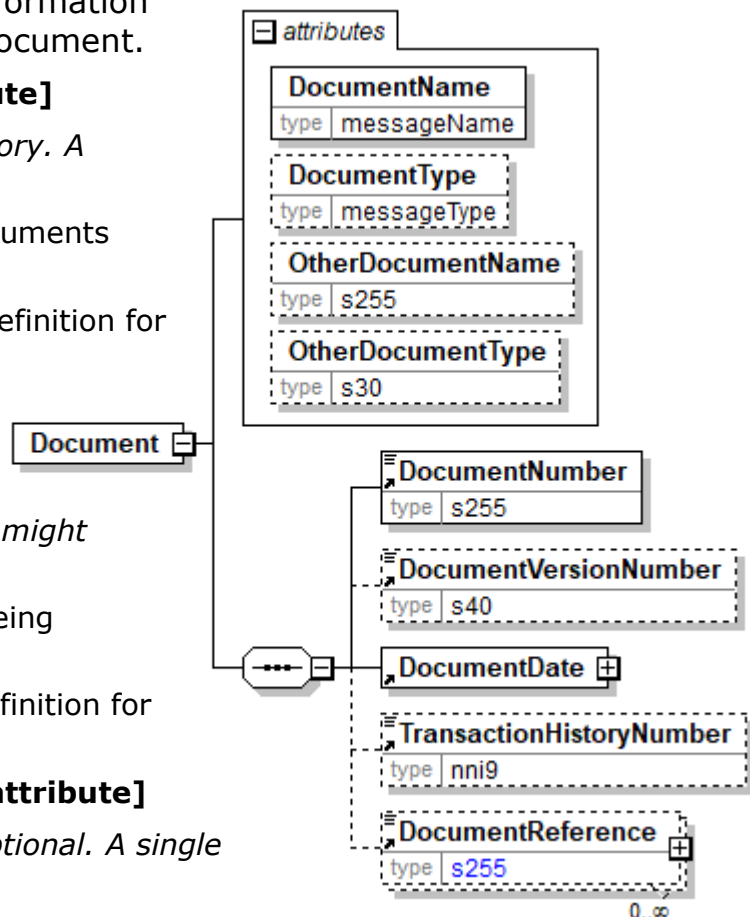 ormation
ocument.
ute]
ory. A
uments
efinition for
might
eing
finition for
attribute]
tional. A single
attributes
DocumentName
type messageName
DocumentType
type messageType
OtherDocumentName
type s255
OtherDocumentType
type s30
Document
DocumentNumber
type s255
DocumentVersionNumber
type s40
DocumentDate
TransactionHistoryNumber
type nni9
DocumentReference
type s255
0..∞